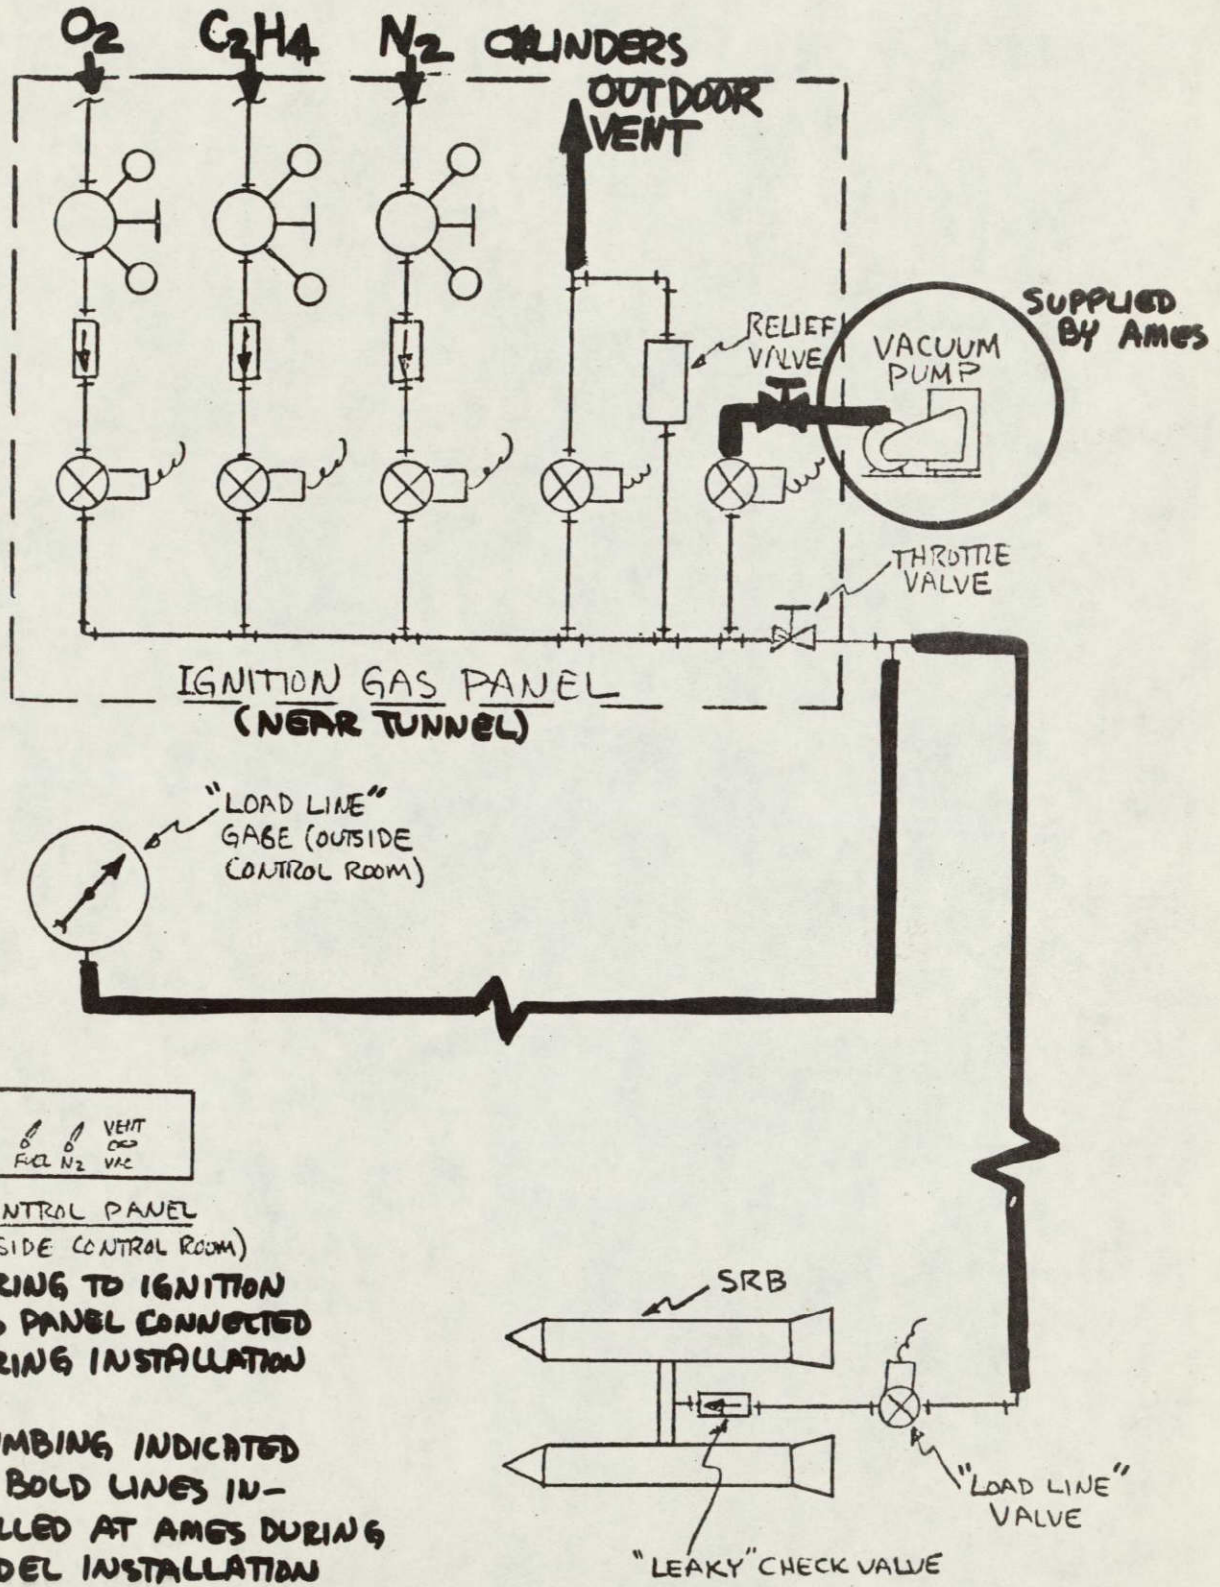 O2 C2H4 N2 CYLINDERS
OUTDOOR
VENT
SUPPLIED
BY AMES
RELIEF
VALVE
VACUUM
PUMP
THROTTLE
VALVE
IGNITION GAS PANEL
(NEAR TUNNEL)
"LOAD LINE"
GAGE (OUTSIDE
CONTROL ROOM)
VENT
FUEL N2 VAC
NTROL PANEL
SIDE CONTROL ROOM)
RING TO IGNITION
S PANEL CONNECTED
RING INSTALLATION
MBING INDICATED
BOLD LINES IN-
LLED AT AMES DURING
DEL INSTALLATION
SRB
"LOAD LINE"
VALVE
"LEAKY" CHECK VALVE